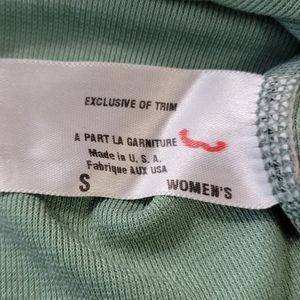 EXCLUSIVE OF TRIM
A PART LA GARNITURE
Made in U. S. A.
Fabrique AUX USA
S WOMEN'S